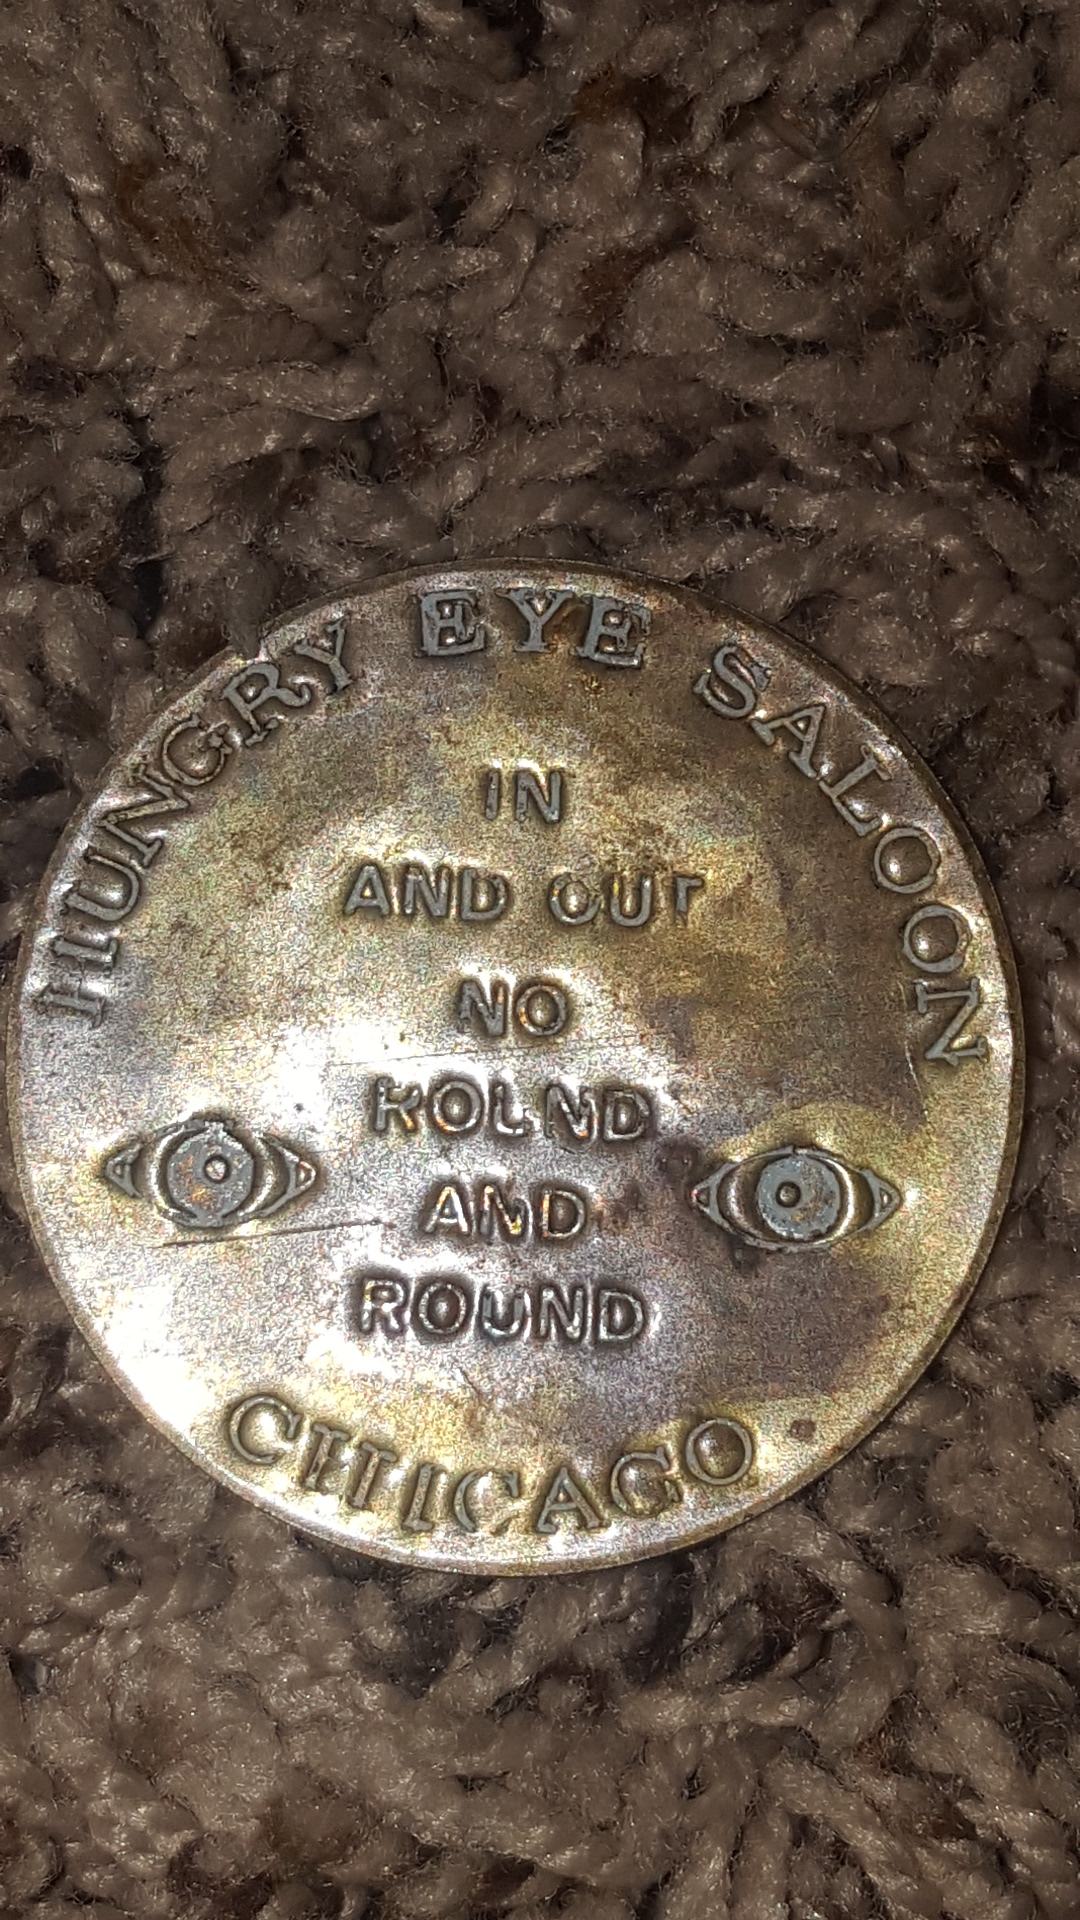 HUNGRY EYE SALOON
IN
AND OUT
NO
ROUND
AND
ROUND
CHICAGO